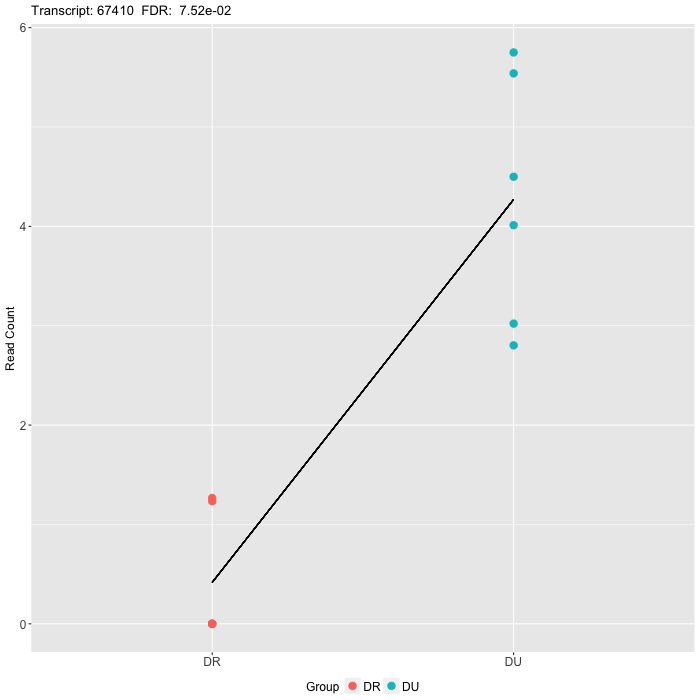 Transcript: 67410  FDR:  7.52e-02
6
4
2
0
Read Count
DR DU
Group DR DU